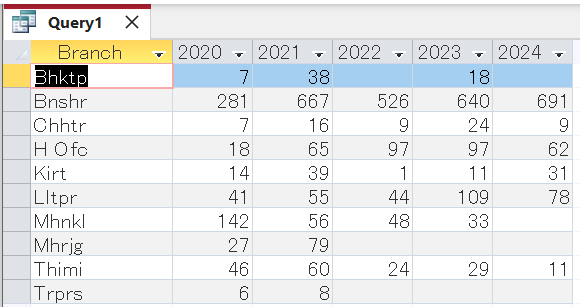 Query1
Branch 2020 2021 2022 2023 2024
Bhktp 7 38 18
Bnshr 281 667 526 640 691
Chhtr 7 16 9 24 9
H Ofc 18 65 97 97 62
Kirt 14 39 1 11 31
Lltpr 41 55 44 109 78
Mhnkl 142 56 48 33
Mhrjg 27 79
Thimi 46 60 24 29 11
Trprs 6 8